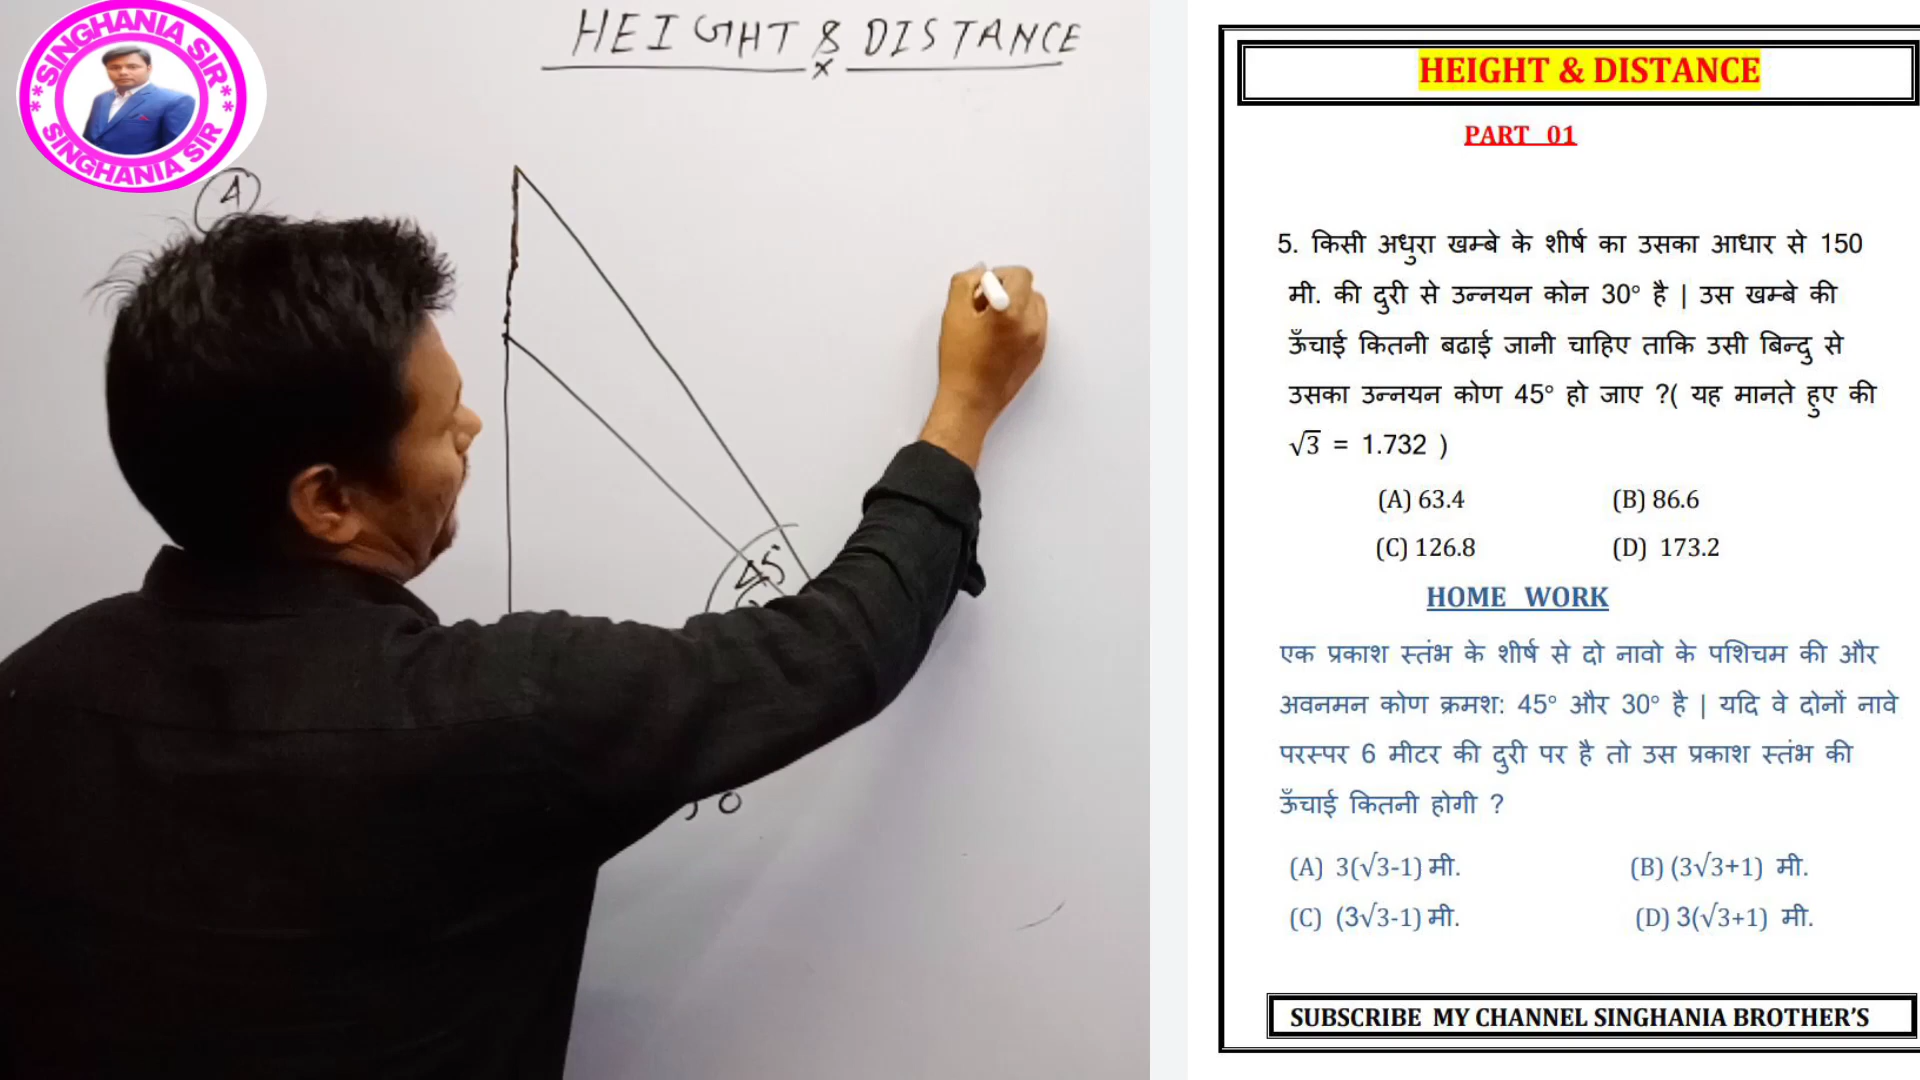 **SINGHANIA SIR**
SINGHANIA SIR
HEIGHT & DISTANCE
4
45
0
HEIGHT & DISTANCE
PART 01
5. किसी अधुरा खम्बे के शीर्ष का उसका आधार से 150
मी. की दुरी से उन्नयन कोन 30° है | उस खम्बे की
ऊँचाई कितनी बढाई जानी चाहिए ताकि उसी बिन्दु से
उसका उन्नयन कोण 45° हो जाए ?( यह मानते हुए की
√3 = 1.732 )
(A) 63.4 (B) 86.6
(C) 126.8 (D) 173.2
HOME WORK
एक प्रकाश स्तंभ के शीर्ष से दो नावो के पशिचम की और
अवनमन कोण क्रमश: 45° और 30° है | यदि वे दोनों नावे
परस्पर 6 मीटर की दुरी पर है तो उस प्रकाश स्तंभ की
ऊँचाई कितनी होगी ?
(A) 3(√3-1) मी. (B) (3√3+1) मी.
(C) (3√3-1) मी. (D) 3(√3+1) मी.
SUBSCRIBE MY CHANNEL SINGHANIA BROTHER'S